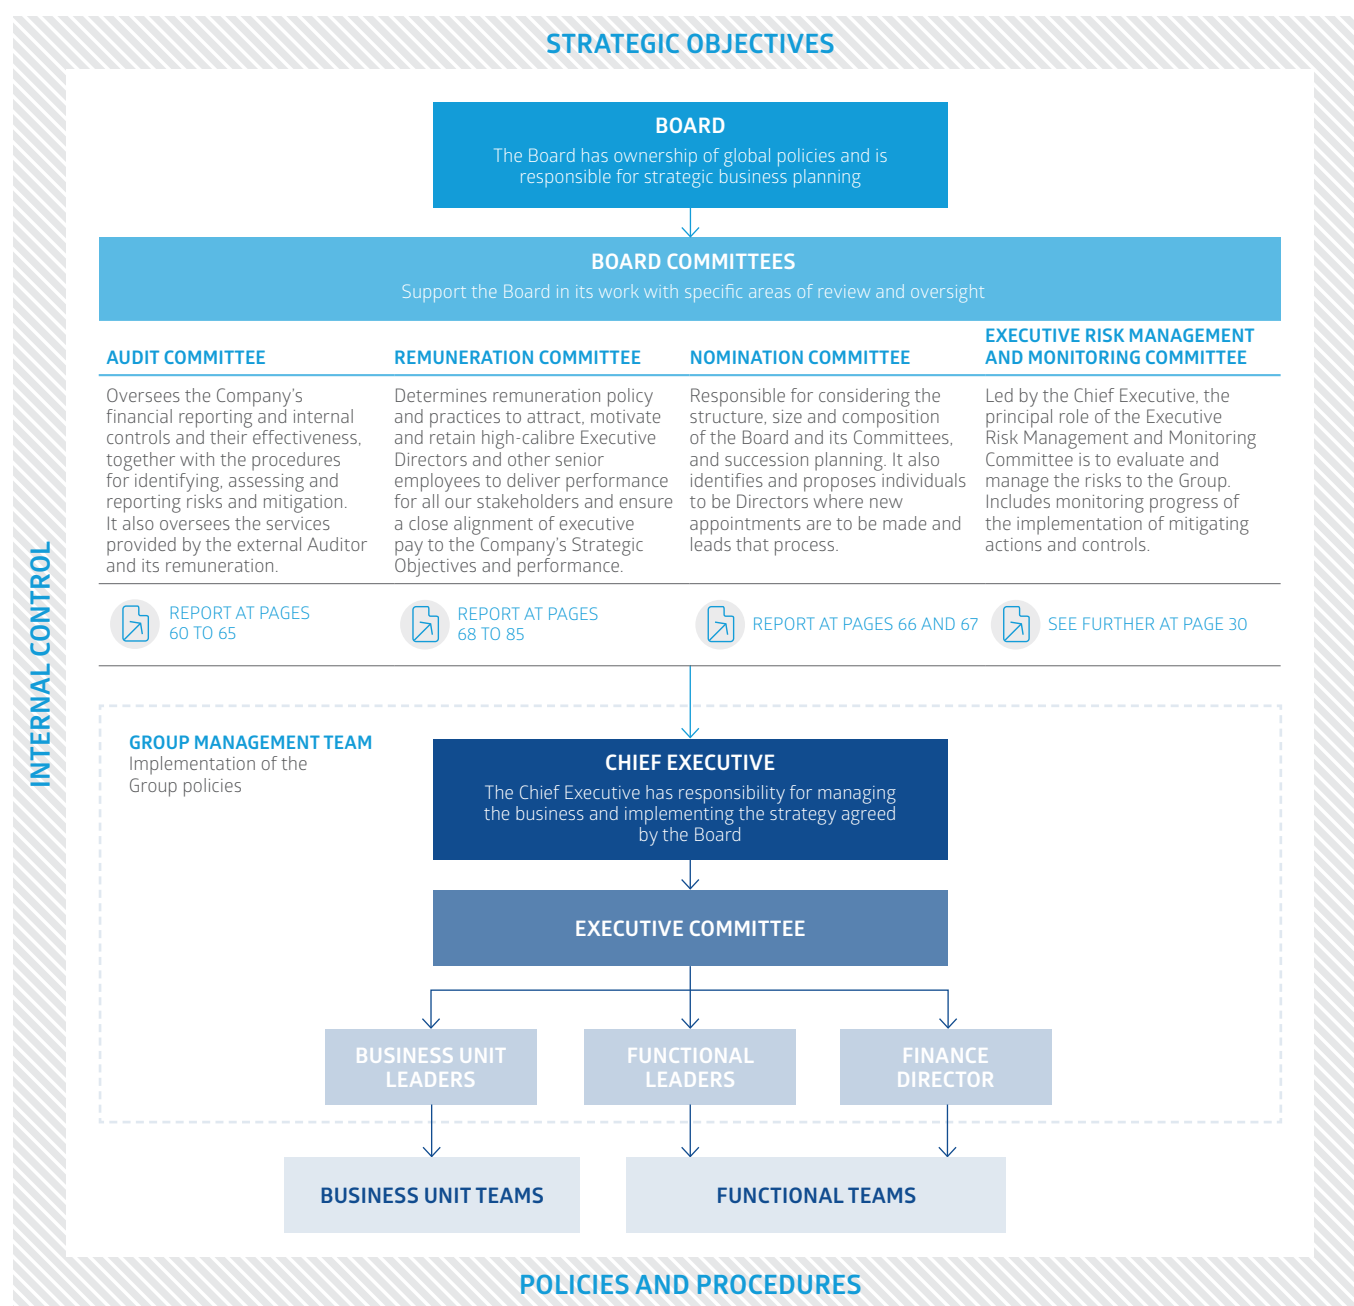 STRATEGIC OBJECTIVES
BOARD
The Board has ownership of global policies and is
responsible for strategic business planning
BOARD COMMITTEES
Support the Board in its work with specific areas of review and oversight
AUDIT COMMITTEE
Oversees the Company's
financial reporting and internal
controls and their effectiveness,
together with the procedures
for identifying, assessing and
reporting risks and mitigation.
It also oversees the services
provided by the external Auditor
and its remuneration.
REPORT AT PAGES
60 TO 65
REMUNERATION COMMITTEE
Determines remuneration policy
and practices to attract, motivate
and retain high-calibre Executive
Directors and other senior
employees to deliver performance
for all our stakeholders and ensure
a close alignment of executive
pay to the Company's Strategic
Objectives and performance.
REPORT AT PAGES
68 TO 85
NOMINATION COMMITTEE
Responsible for considering the
structure, size and composition
of the Board and its Committees,
and succession planning. It also
identifies and proposes individuals
to be Directors where new
appointments are to be made and
leads that process.
REPORT AT PAGES 66 AND 67
EXECUTIVE RISK MANAGEMENT
AND MONITORING COMMITTEE
Led by the Chief Executive, the
principal role of the Executive
Risk Management and Monitoring
Committee is to evaluate and
manage the risks to the Group.
Includes monitoring progress of
the implementation of mitigating
actions and controls.
SEE FURTHER AT PAGE 30
INTERNAL CONTROL
GROUP MANAGEMENT TEAM
Implementation of the
Group policies
CHIEF EXECUTIVE
The Chief Executive has responsibility for managing
the business and implementing the strategy agreed
by the Board
EXECUTIVE COMMITTEE
BUSINESS UNIT
LEADERS
FUNCTIONAL
LEADERS
FINANCE
DIRECTOR
BUSINESS UNIT TEAMS
FUNCTIONAL TEAMS
POLICIES AND PROCEDURES